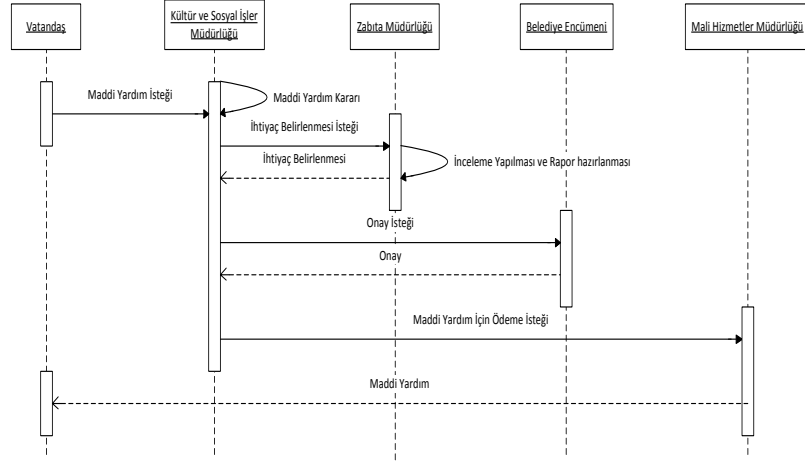 Vatandaş
Kültür ve Sosyal İşler
Müdürlüğü
Zabıta Müdürlüğü
Belediye Encümeni
Mali Hizmetler Müdürlüğü
Maddi Yardım İsteği
Maddi Yardım Kararı
İhtiyaç Belirlenmesi İsteği
İhtiyaç Belirlenmesi
İnceleme Yapılması ve Rapor hazırlanması
Onay İsteği
Onay
Maddi Yardım İçin Ödeme İsteği
Maddi Yardım